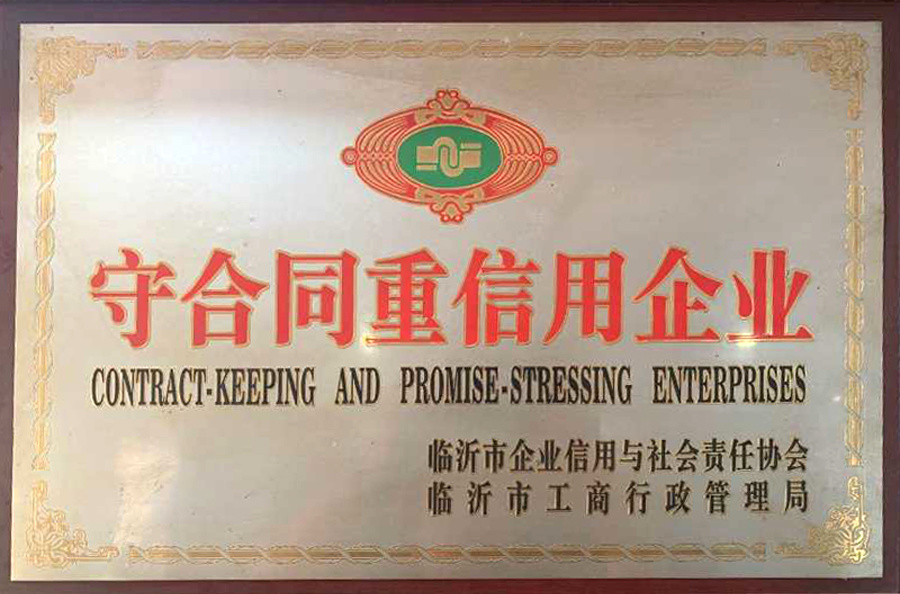 守合同重信用企业
CONTRACT-KEEPING AND PROMISE-STRESSING ENTERPRISES
临沂市企业信用与社会责任协会
临沂市工商行政管理局